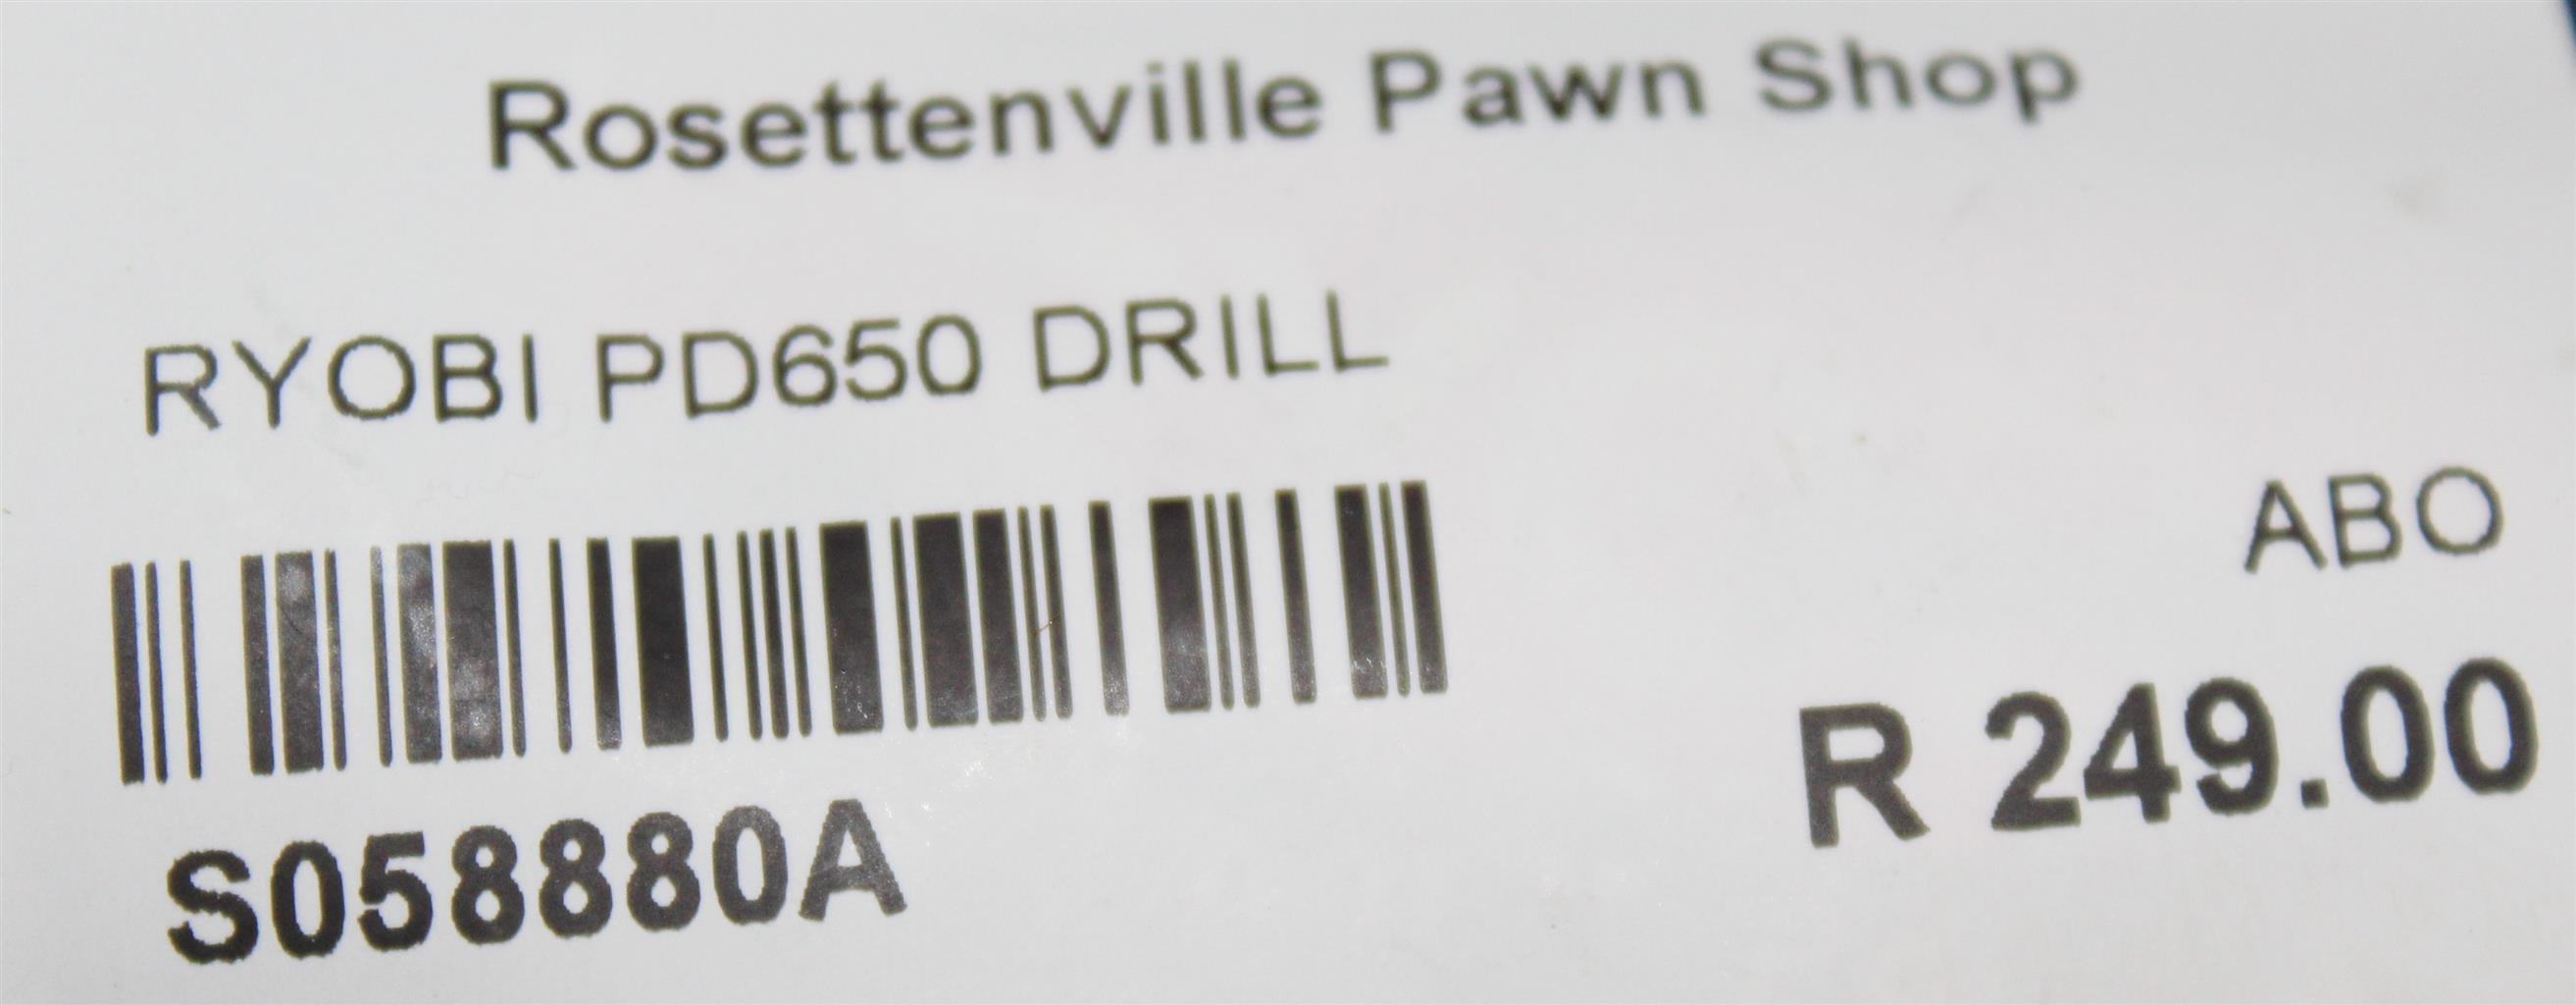 Rosettenville Pawn Shop
RYOBI PD650 DRILL
ABO
S058880A
R 249.00